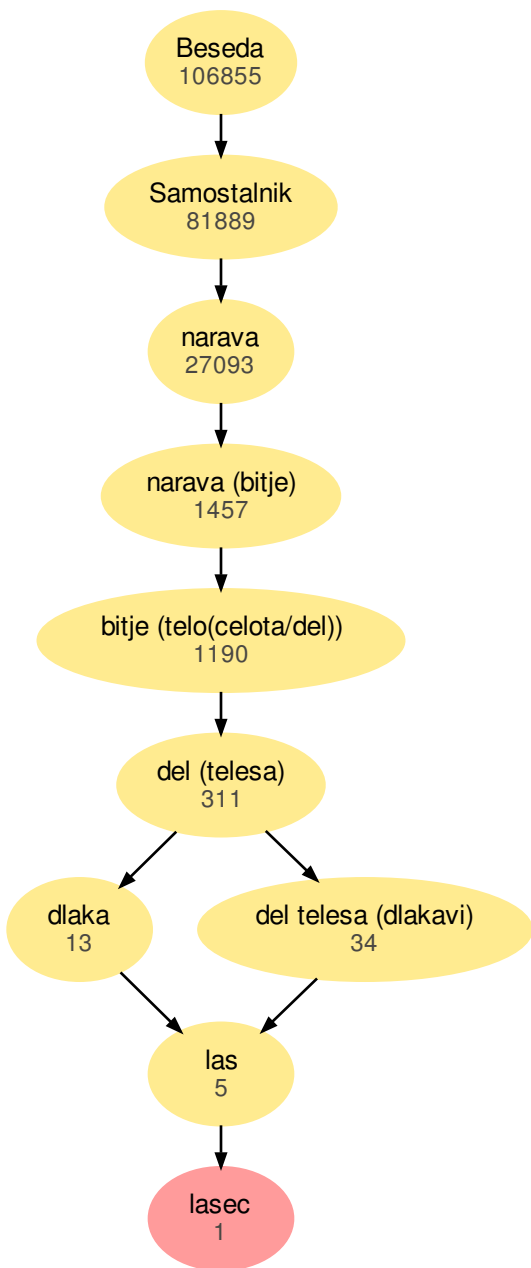 Beseda
106855
Samostalnik
81889
narava
27093
narava (bitje)
1457
bitje (telo(celota/del))
1190
del (telesa)
311
dlaka
13
del telesa (dlakavi)
34
las
5
lasec
1